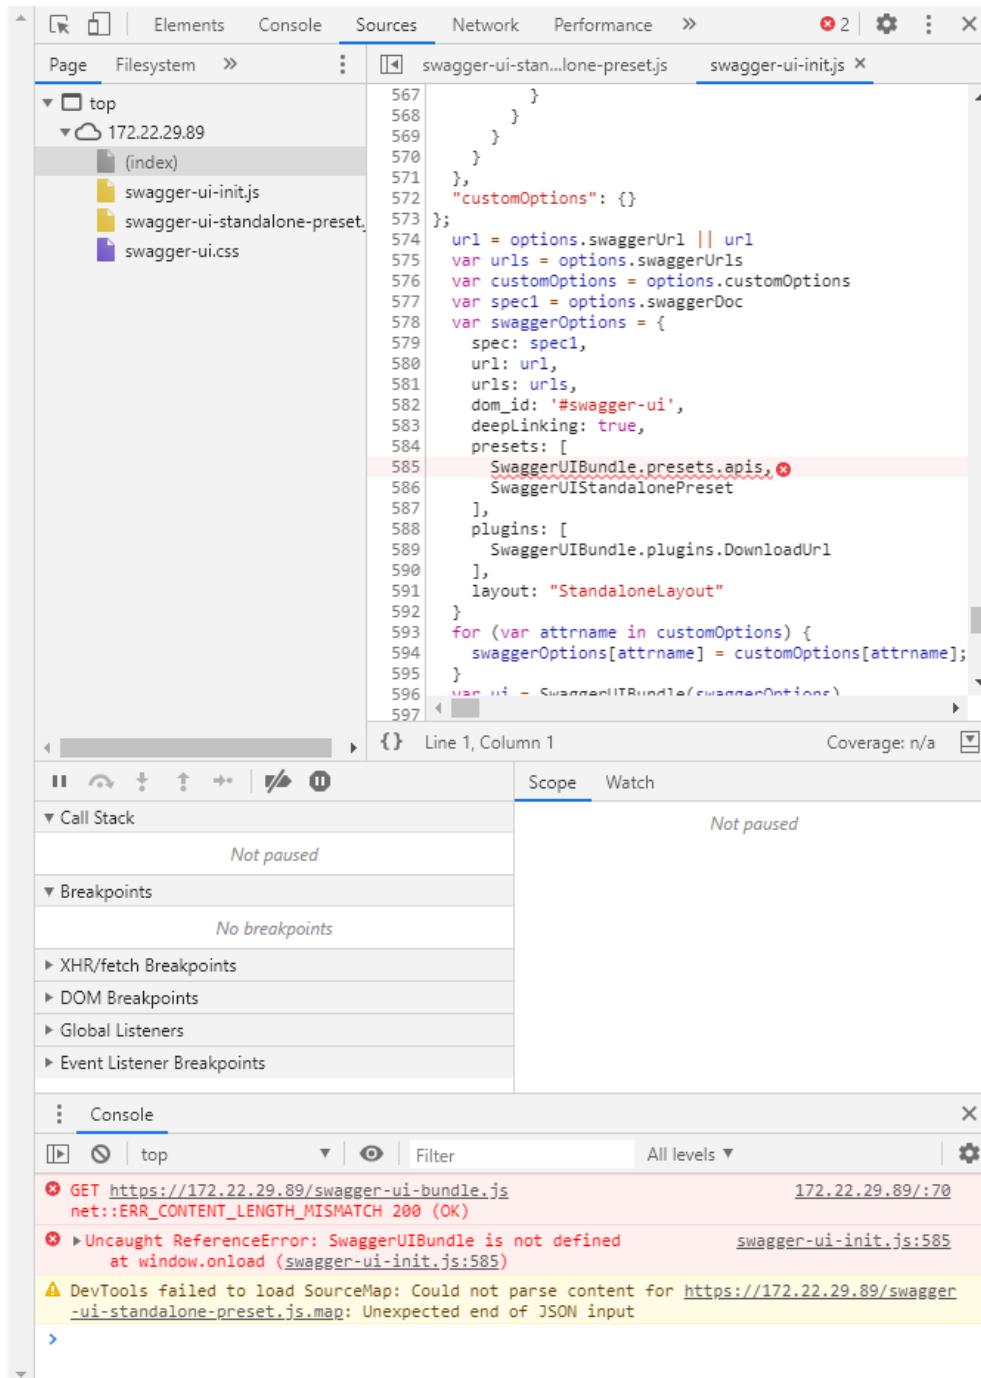 Elements Console Sources Network Performance » 2
Page Filesystem »
swagger-ui-stan...lone-preset.js swagger-ui-init.js ×
top
172.22.29.89
(index)
swagger-ui-init.js
swagger-ui-standalone-preset.
swagger-ui.css
567 }
568 }
569 }
570 }
571 },
572 "customOptions": {}
573 };
574 url = options.swaggerUrl || url
575 var urls = options.swaggerUrls
576 var customOptions = options.customOptions
577 var spec1 = options.swaggerDoc
578 var swaggerOptions = {
579 spec: spec1,
580 url: url,
581 urls: urls,
582 dom_id: '#swagger-ui',
583 deepLinking: true,
584 presets: [
585 SwaggerUIBundle.presets.apis,
586 SwaggerUIStandalonePreset
587 ],
588 plugins: [
589 SwaggerUIBundle.plugins.DownloadUrl
590 ],
591 layout: "StandaloneLayout"
592 }
593 for (var attrname in customOptions) {
594 swaggerOptions[attrname] = customOptions[attrname];
595 }
596 var ui = SwaggerUIBundle(swaggerOptions)
597
{} Line 1, Column 1 Coverage: n/a
Scope Watch
Call Stack
Not paused
Not paused
Breakpoints
No breakpoints
XHR/fetch Breakpoints
DOM Breakpoints
Global Listeners
Event Listener Breakpoints
Console
top Filter All levels
GET https://172.22.29.89/swagger-ui-bundle.js 172.22.29.89/:70
net::ERR_CONTENT_LENGTH_MISMATCH 200 (OK)
Uncaught ReferenceError: SwaggerUIBundle is not defined swagger-ui-init.js:585
at window.onload (swagger-ui-init.js:585)
DevTools failed to load SourceMap: Could not parse content for https://172.22.29.89/swagger
-ui-standalone-preset.js.map: Unexpected end of JSON input